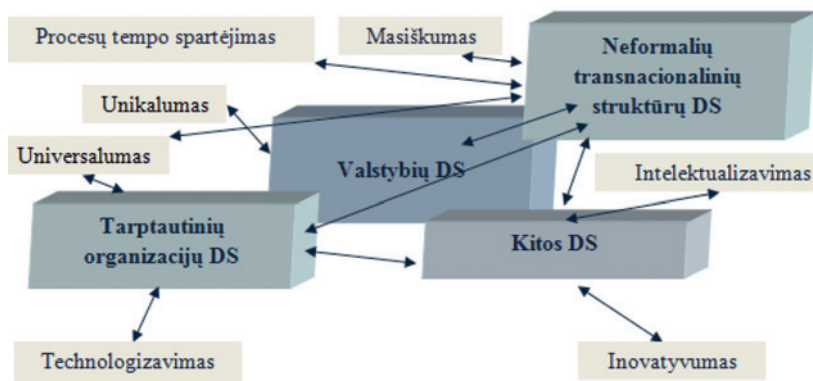 Procesų tempo spartėjimas
Masiškumas
Neformalių
transnacionalinių
struktūrų DS
Unikalumas
Universalumas
Valstybių DS
Intelektualizavimas
Tarptautinių
organizacijų DS
Kitos DS
Technologizavimas
Inovatyvumas